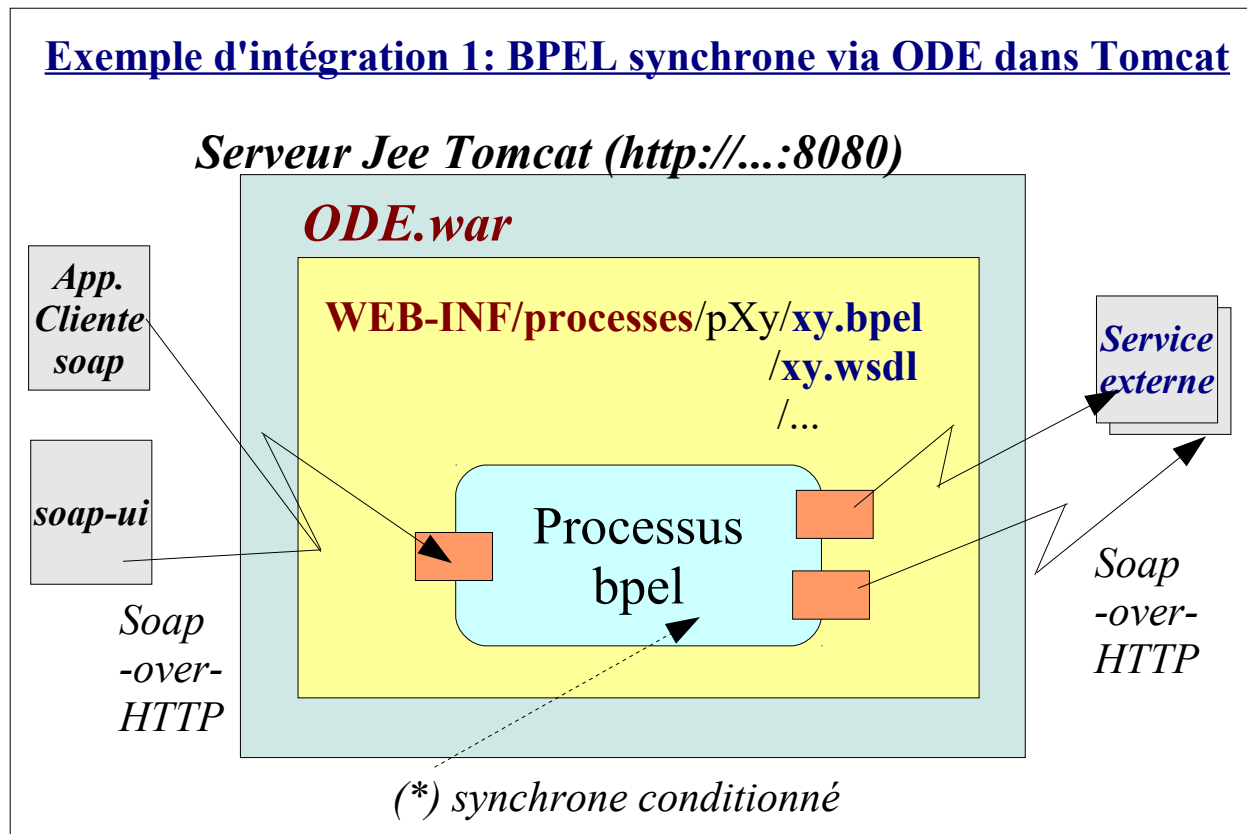 Exemple d'intégration 1: BPEL synchrone via ODE dans Tomcat
Serveur Jee Tomcat (http://...:8080)
ODE.war
App.
Cliente
soap
WEB-INF/processes/pXy/xy.bpel
/xy.wsdl
/...
Service
externe
soap-ui
Processus
bpel
Soap
-over-
HTTP
Soap
-over-
HTTP
(*) synchrone conditionné